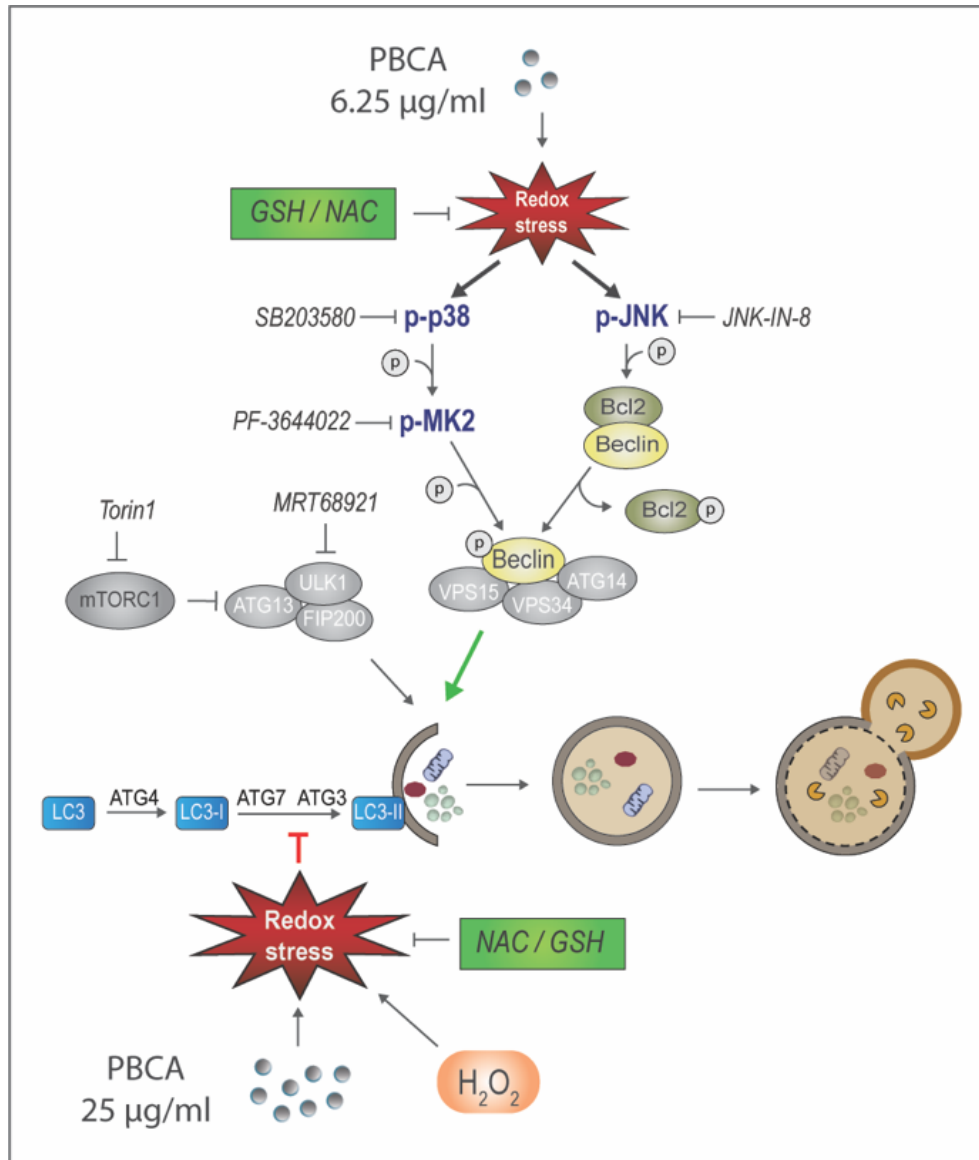 PBCA
6.25 µg/ml
GSH / NAC
Redox
stress
SB203580
p-p38
p-JNK
JNK-IN-8
p
p
Bcl2
PF-3644022
p-MK2
Beclin
p
Bcl2
p
Torin1
MRT68921
p
Beclin
mTORC1
ULK1
ATG13
FIP200
VPS15
VPS34
ATG14
LC3
ATG4
LC3-I
ATG7
ATG3
LC3-II
Redox
stress
NAC / GSH
PBCA
25 µg/ml
H₂O₂